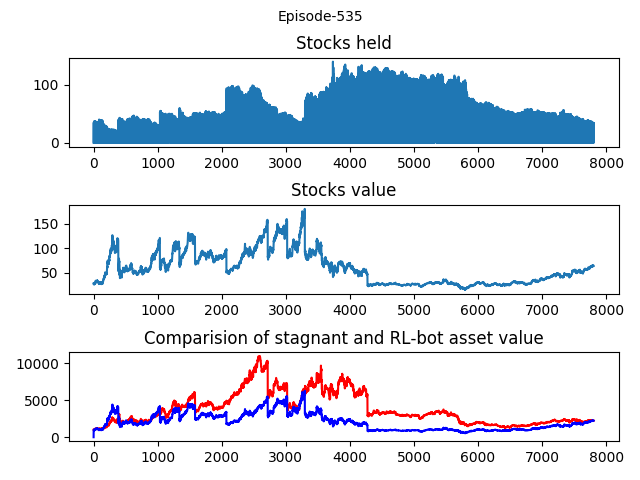 Episode-535
Stocks held
100
0
0 1000 2000 3000 4000 5000 6000 7000 8000
Stocks value
150
100
50
0 1000 2000 3000 4000 5000 6000 7000 8000
Comparision of stagnant and RL-bot asset value
10000
5000
0
0 1000 2000 3000 4000 5000 6000 7000 8000